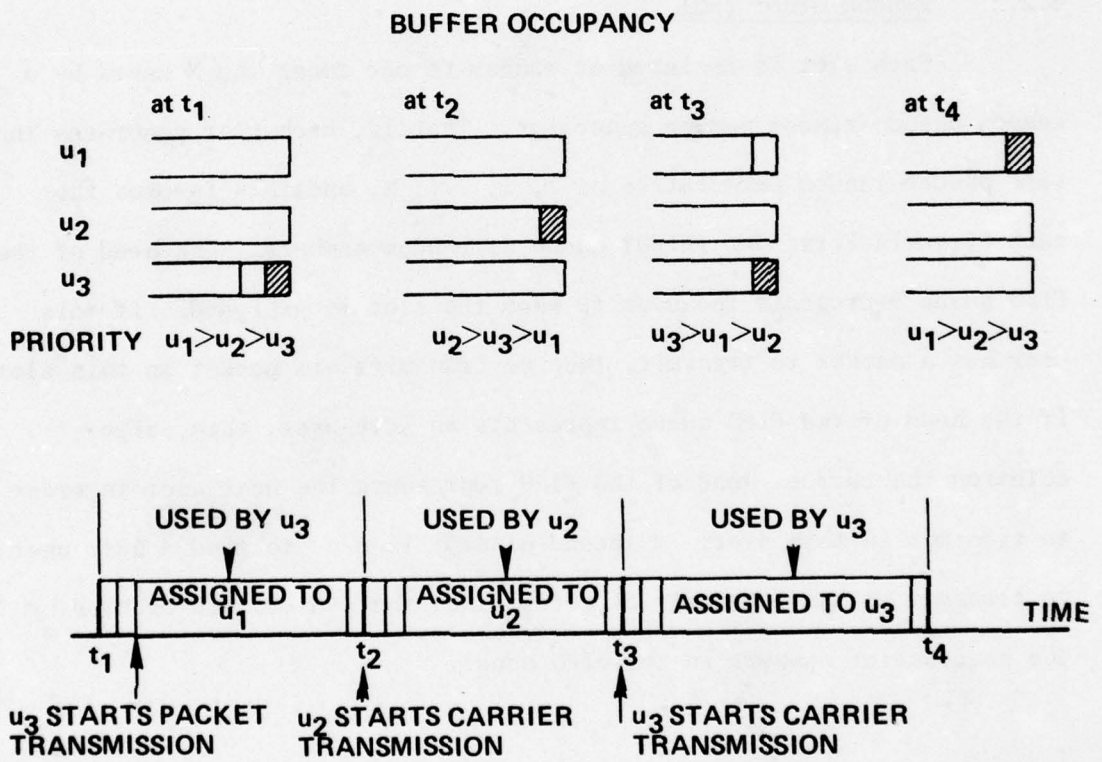 BUFFER OCCUPANCY
at t1 at t2 at t3 at t4
u1
u2
u3
PRIORITY u1>u2>u3 u2>u3>u1 u3>u1>u2 u1>u2>u3
USED BY u3 USED BY u2 USED BY u3
ASSIGNED TO u1 ASSIGNED TO u2 ASSIGNED TO u3 TIME
t1 t2 t3 t4
u3 STARTS PACKET TRANSMISSION
u2 STARTS CARRIER TRANSMISSION
u3 STARTS CARRIER TRANSMISSION